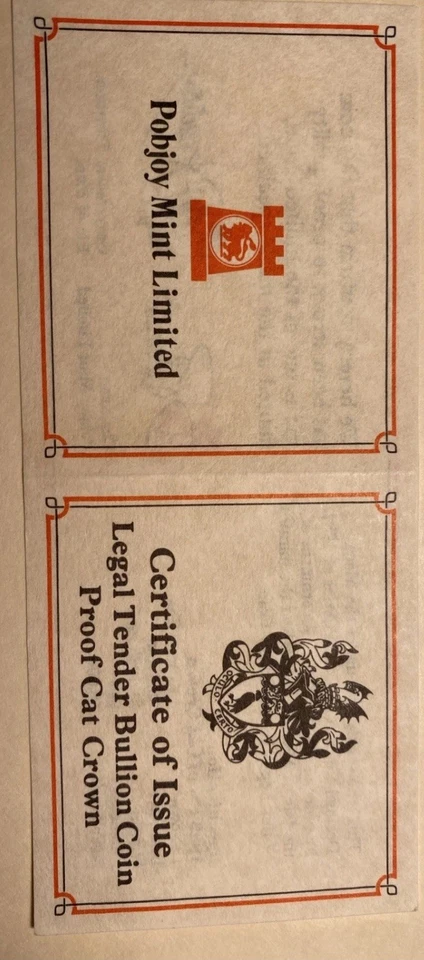 Pobjoy Mint Limited
Certificate of Issue
Legal Tender Bullion Coin
Proof Cat Crown